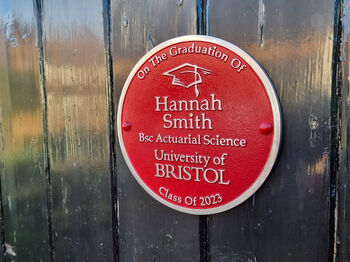 On The Graduation Of
Hannah
Smith
Bsc Actuarial Science
University of
BRISTOL
Class Of 2023